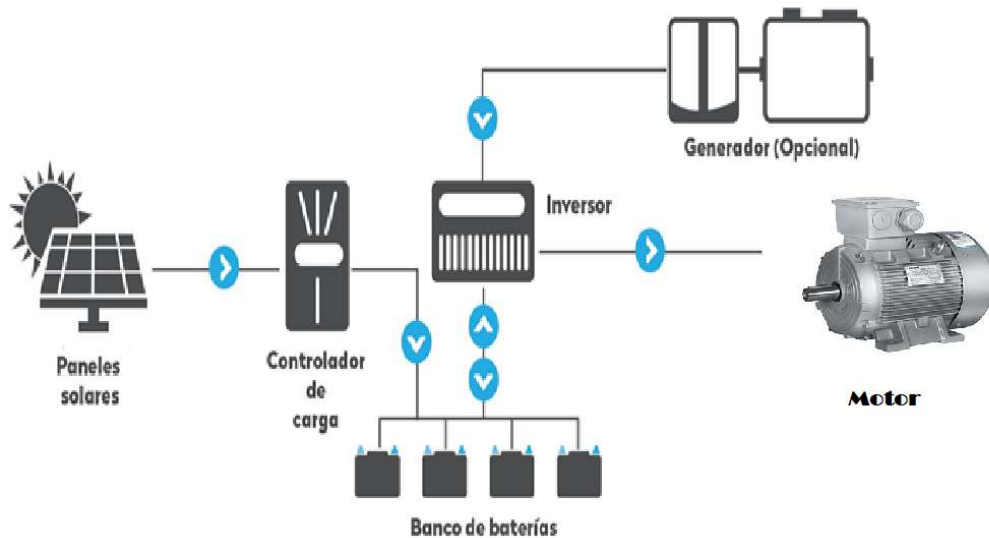 Generador (Opcional)
Inversor
Paneles
solares
Controlador
de
carga
Motor
Banco de baterías